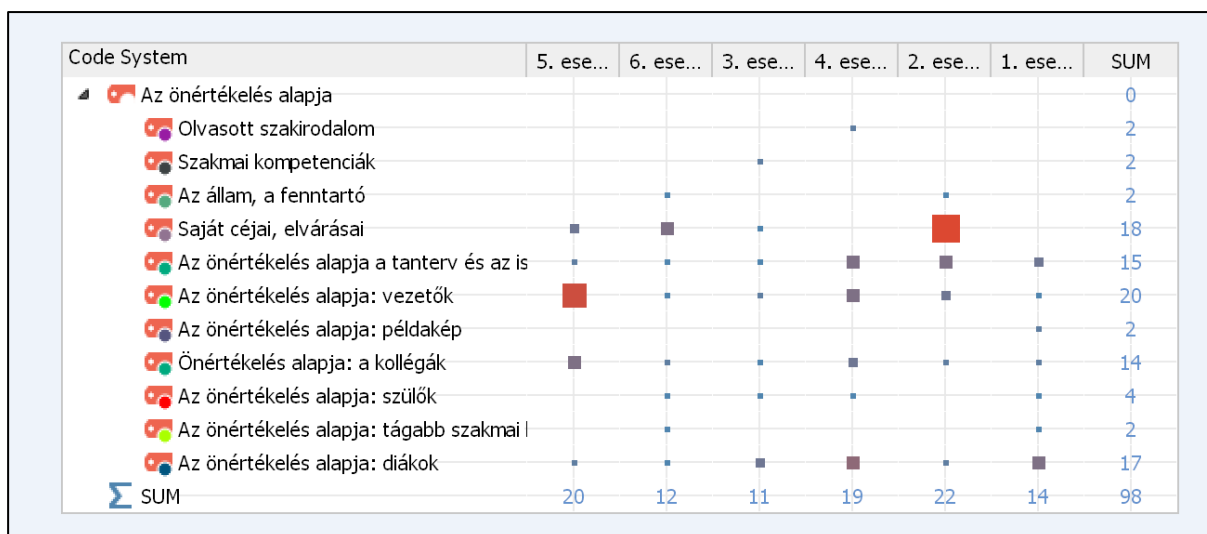 Code System 5. ese... 6. ese... 3. ese... 4. ese... 2. ese... 1. ese... SUM
Az önértékelés alapja 0
Olvasott szakirodalom 2
Szakmai kompetenciák 2
Az állam, a fenntartó 2
Saját céjai, elvárásai 18
Az önértékelés alapja a tanterv és az is 15
Az önértékelés alapja: vezetők 20
Az önértékelés alapja: példakép 2
Önértékelés alapja: a kollégák 14
Az önértékelés alapja: szülők 4
Az önértékelés alapja: tágabb szakmai 2
Az önértékelés alapja: diákok 17
Σ SUM 20 12 11 19 22 14 98